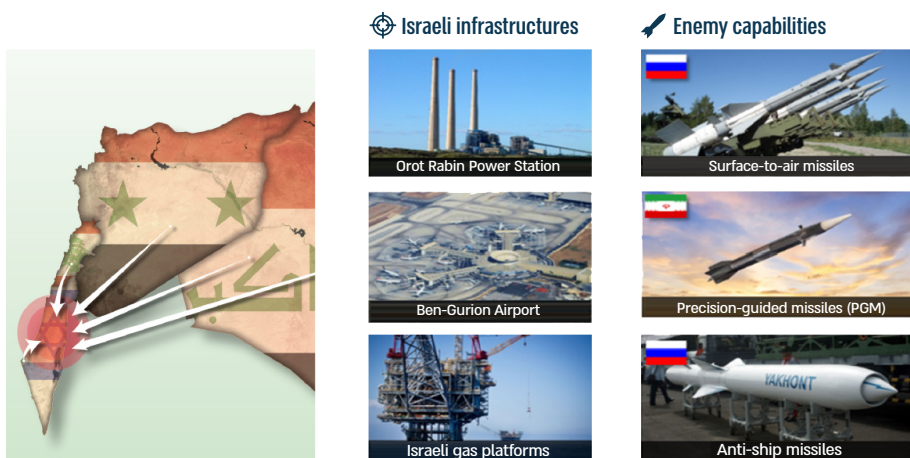 Israeli infrastructures
Enemy capabilities
Orot Rabin Power Station
Surface-to-air missiles
Ben-Gurion Airport
Precision-guided missiles (PGM)
YAKHONT
Israeli gas platforms
Anti-ship missiles